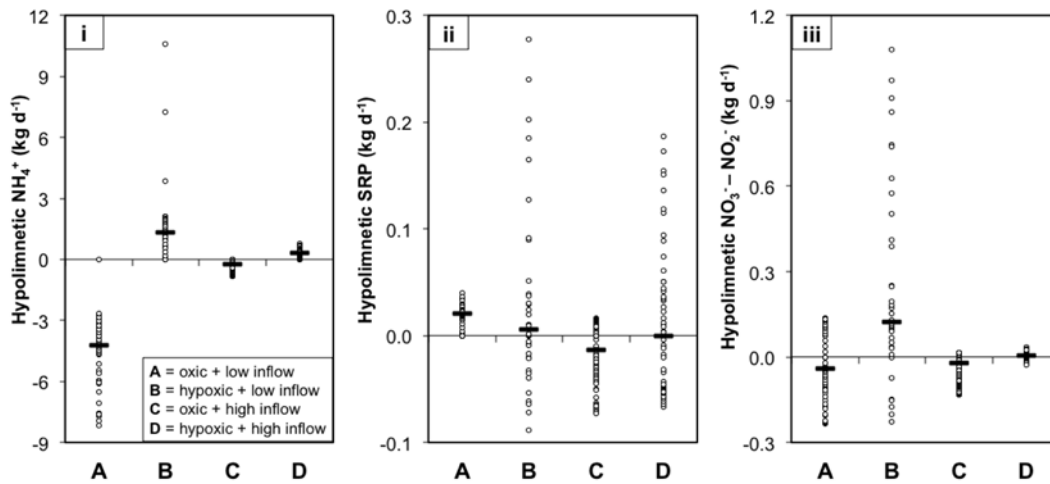 i
Hypolimnetic NH₄⁺ (kg d⁻¹)
12
9
6
3
0
-3
-6
-9
A = oxic + low inflow
B = hypoxic + low inflow
C = oxic + high inflow
D = hypoxic + high inflow
A B C D
ii
Hypolimnetic SRP (kg d⁻¹)
0.3
0.2
0.1
0.0
-0.1
A B C D
iii
Hypolimnetic NO₃⁻ – NO₂⁻ (kg d⁻¹)
1.2
0.9
0.6
0.3
0.0
-0.3
A B C D